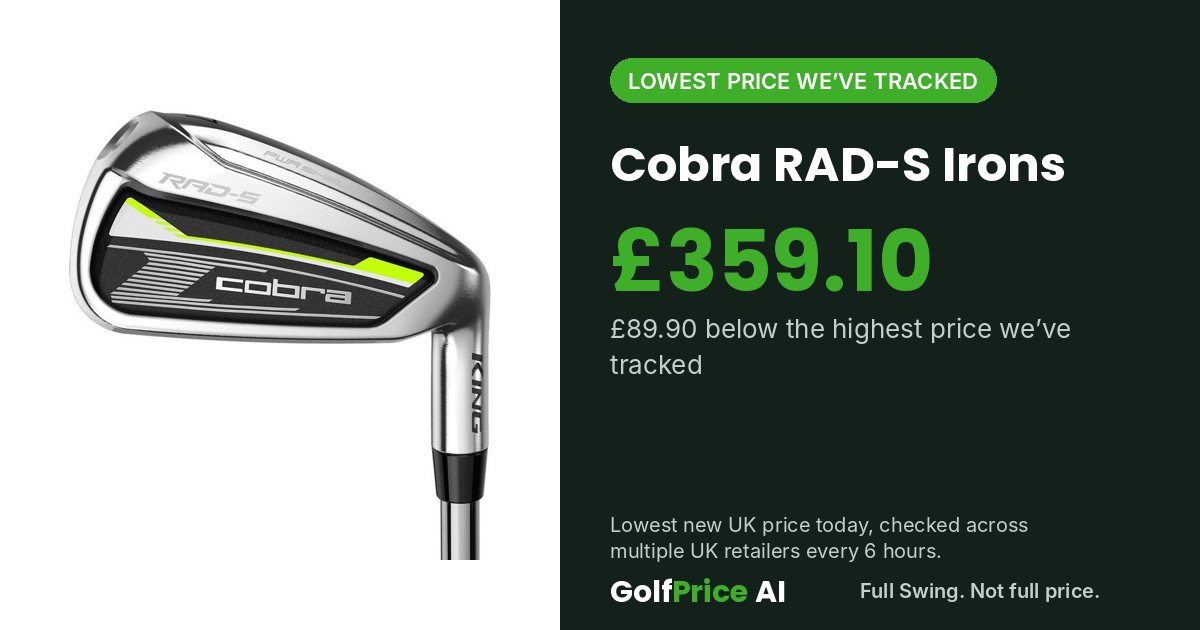 PWR SH
RAD-S
cobra
KING
LOWEST PRICE WE’VE TRACKED
Cobra RAD-S Irons
£359.10
£89.90 below the highest price we’ve
tracked
Lowest new UK price today, checked across
multiple UK retailers every 6 hours.
GolfPrice AI
Full Swing. Not full price.